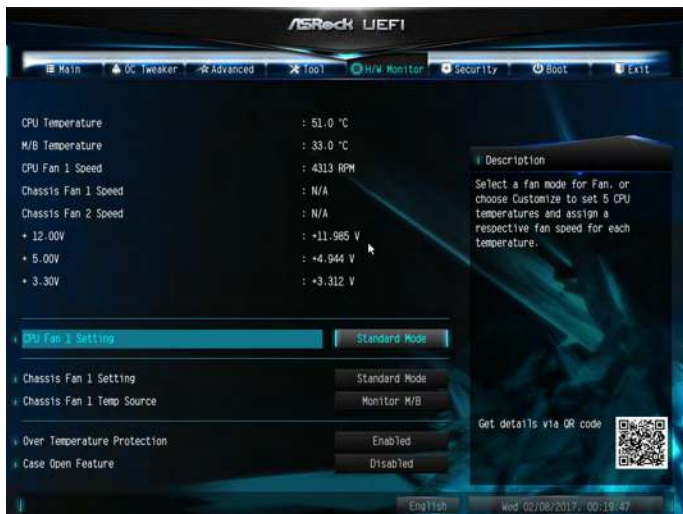 ASRock UEFI
Main OC Tweaker Advanced Tool H/W Monitor Security Boot Exit
CPU Temperature : 51.0 °C
M/B Temperature : 33.0 °C
CPU Fan 1 Speed : 4313 RPM
Chassis Fan 1 Speed : N/A
Chassis Fan 2 Speed : N/A
+ 12.00V : +11.985 V
+ 5.00V : +4.944 V
+ 3.30V : +3.312 V
CPU Fan 1 Setting Standard Mode
Chassis Fan 1 Setting Standard Mode
Chassis Fan 1 Temp Source Monitor M/B
Over Temperature Protection Enabled
Case Open Feature Disabled
Description
Select a fan mode for Fan, or
choose Customize to set 5 CPU
temperatures and assign a
respective fan speed for each
temperature.
Get details via QR code
English Wed 02/08/2017, 00:19:47